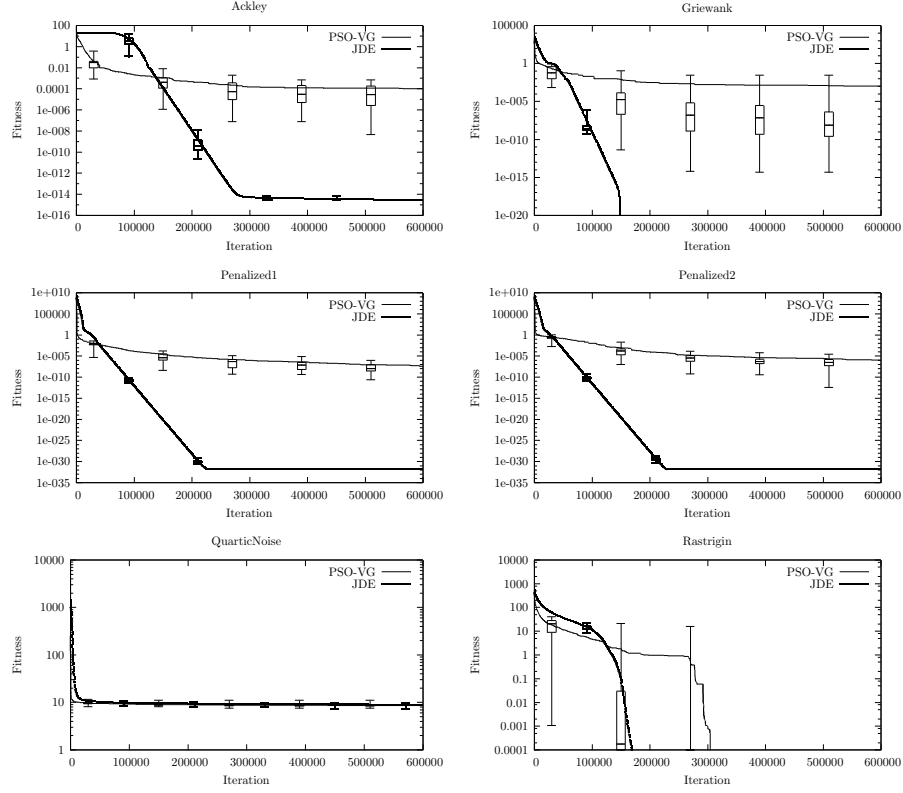 Ackley
PSO-VG
JDE
100
1
0.01
0.0001
1e-006
1e-008
1e-010
1e-012
1e-014
1e-016
Fitness
0 100000 200000 300000 400000 500000 600000
Iteration
Griewank
PSO-VG
JDE
100000
1
1e-005
1e-010
1e-015
1e-020
Fitness
0 100000 200000 300000 400000 500000 600000
Iteration
Penalized1
PSO-VG
JDE
1e+010
100000
1
1e-005
1e-010
1e-015
1e-020
1e-025
1e-030
1e-035
Fitness
0 100000 200000 300000 400000 500000 600000
Iteration
Penalized2
PSO-VG
JDE
1e+010
100000
1
1e-005
1e-010
1e-015
1e-020
1e-025
1e-030
1e-035
Fitness
0 100000 200000 300000 400000 500000 600000
Iteration
QuarticNoise
PSO-VG
JDE
10000
1000
100
10
1
Fitness
0 100000 200000 300000 400000 500000 600000
Iteration
Rastrigin
PSO-VG
JDE
10000
1000
100
10
1
0.1
0.01
0.001
0.0001
Fitness
0 100000 200000 300000 400000 500000 600000
Iteration